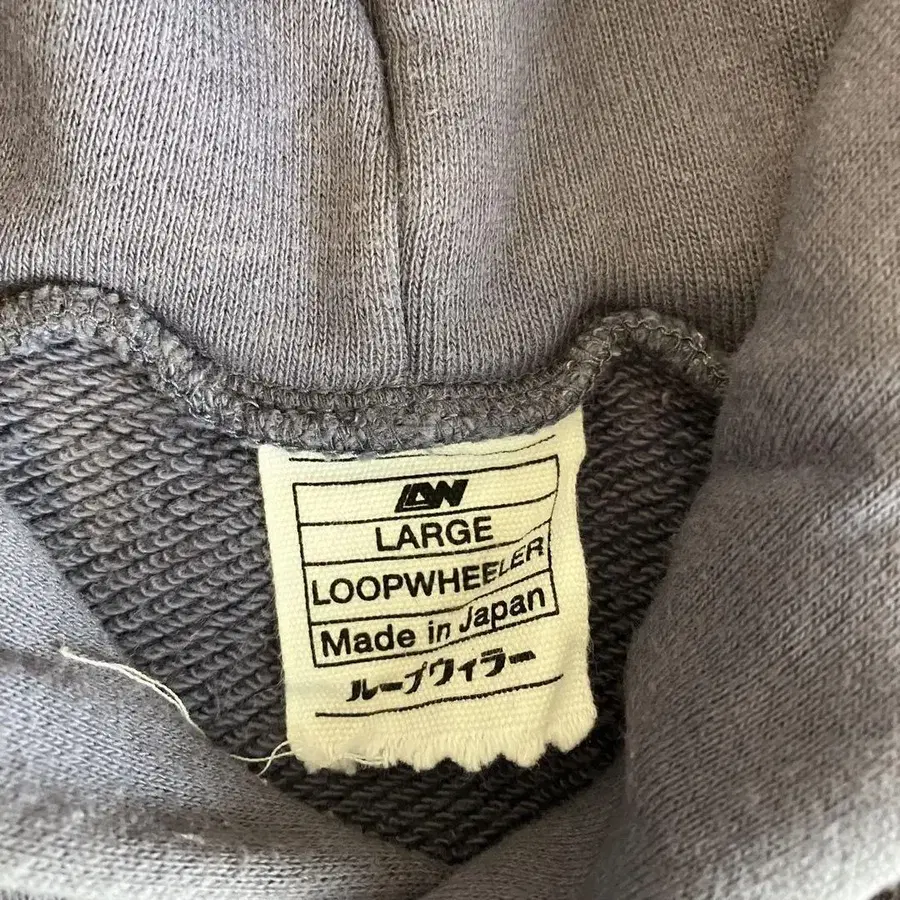 LW
LARGE
LOOPWHEELER
Made in Japan
ループウィラー